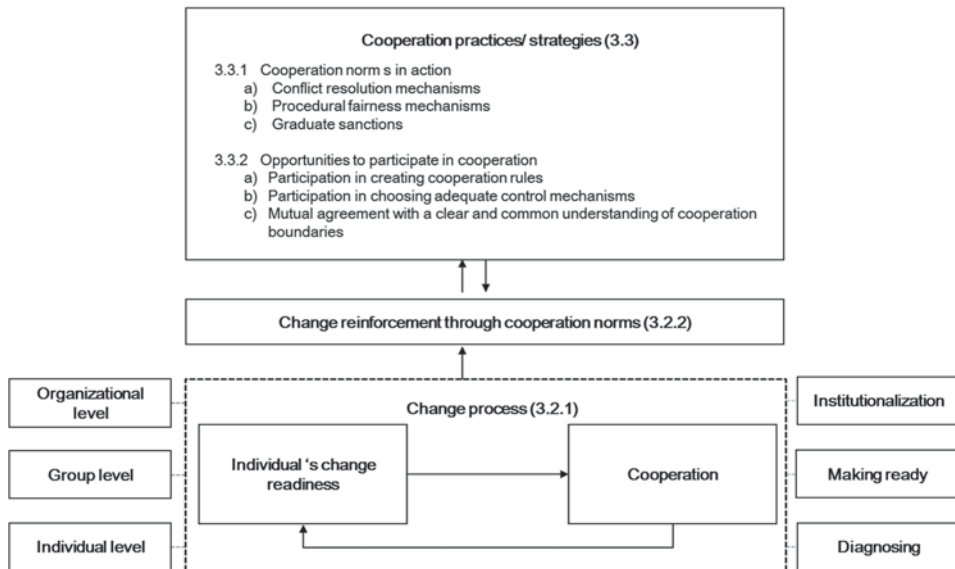 Cooperation practices/ strategies (3.3)
3.3.1 Cooperation norm s in action
a) Conflict resolution mechanisms
b) Procedural fairness mechanisms
c) Graduate sanctions
3.3.2 Opportunities to participate in cooperation
a) Participation in creating cooperation rules
b) Participation in choosing adequate control mechanisms
c) Mutual agreement with a clear and common understanding of cooperation
boundaries
Change reinforcement through cooperation norms (3.2.2)
Organizational
level
Group level
Individual level
Change process (3.2.1)
Individual ‘s change
readiness
Cooperation
Institutionalization
Making ready
Diagnosing